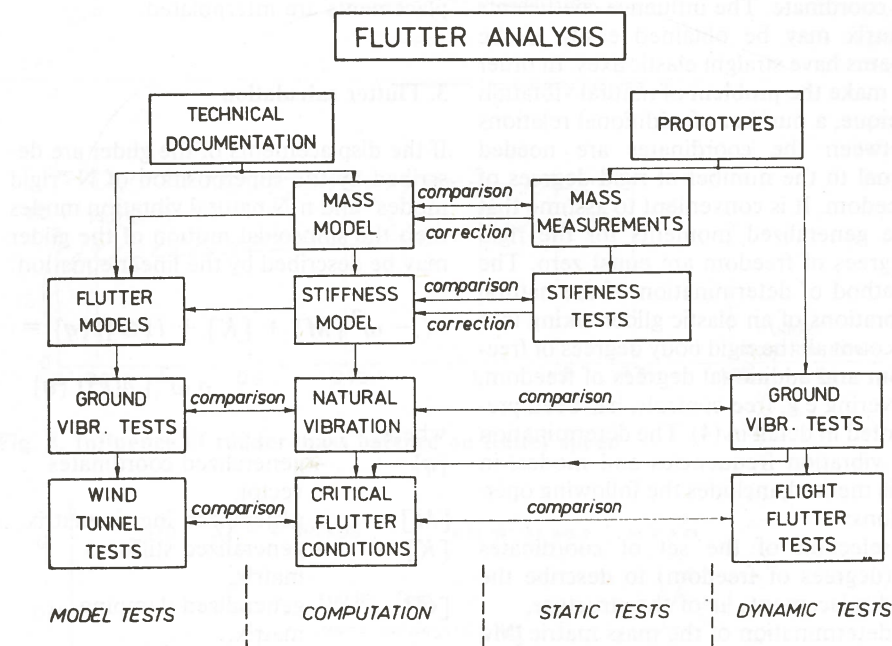 FLUTTER ANALYSIS
TECHNICAL
DOCUMENTATION
PROTOTYPES
MASS
MODEL
comparison
correction
MASS
MEASUREMENTS
FLUTTER
MODELS
STIFFNESS
MODEL
comparison
correction
STIFFNESS
TESTS
GROUND
VIBR. TESTS
comparison
NATURAL
VIBRATION
comparison
GROUND
VIBR. TESTS
WIND
TUNNEL
TESTS
comparison
CRITICAL
FLUTTER
CONDITIONS
comparison
FLIGHT
FLUTTER
TESTS
MODEL TESTS
COMPUTATION
STATIC TESTS
DYNAMIC TESTS